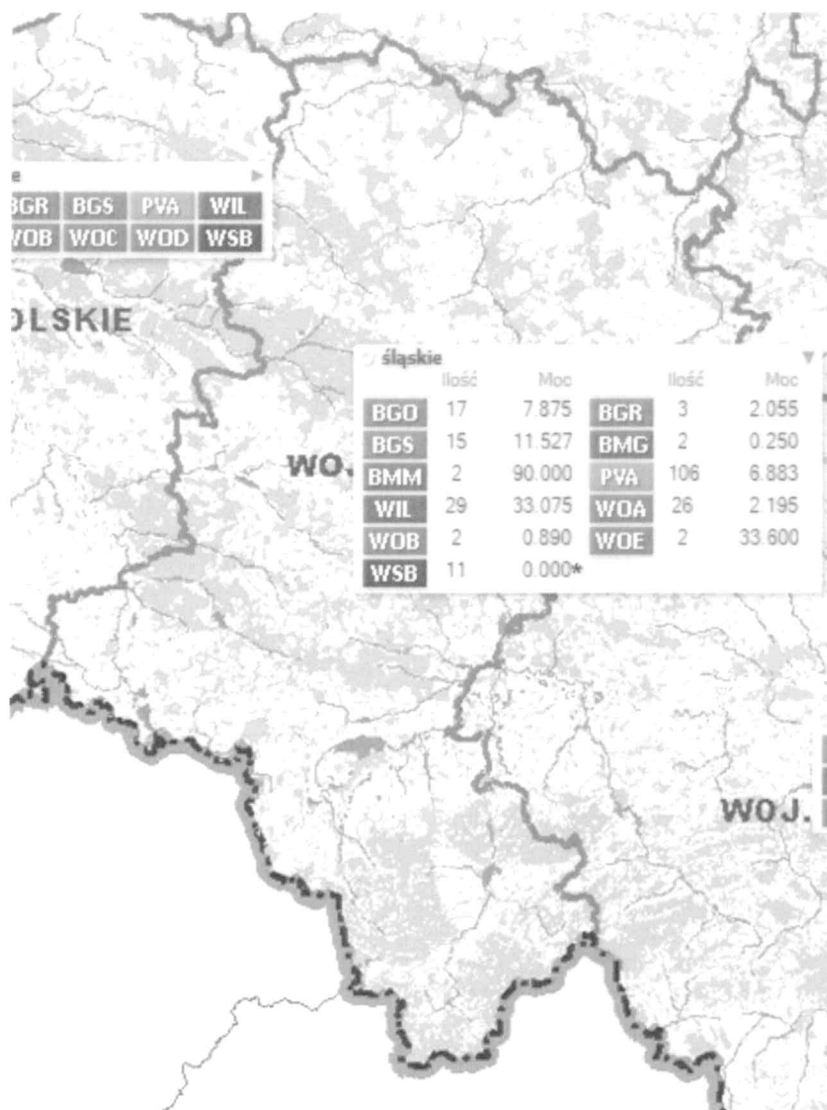 BGR BGS PVA WIL
WOB WOC WOD WSB
OLSKIE
śląskie
Ilość Moc Ilość Moc
BGO 17 7.875 BGR 3 2.055
BGS 15 11.527 BMG 2 0.250
BMM 2 90.000 PVA 106 6.883
WIL 29 33.075 WOA 26 2.195
WOB 2 0.890 WOE 2 33.600
WSB 11 0.000*
WOJ.
WOJ.